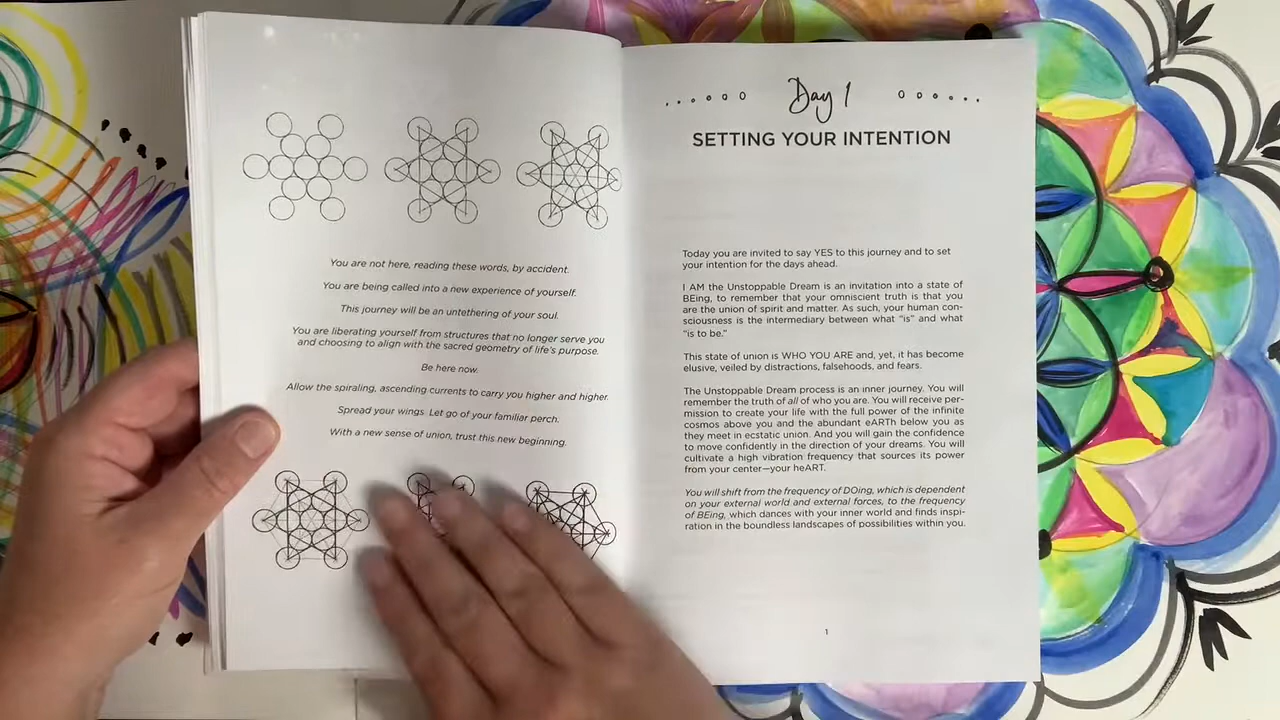 You are not here, reading these words, by accident.
You are being called into a new experience of yourself.
This journey will be an untethering of your soul.
You are liberating yourself from structures that no longer serve you
and choosing to align with the sacred geometry of life's purpose.
Be here now.
Allow the spiraling, ascending currents to carry you higher and higher.
Spread your wings. Let go of your familiar perch.
With a new sense of union, trust this new beginning.
Day 1
SETTING YOUR INTENTION
Today you are invited to say YES to this journey and to set
your intention for the days ahead.
I AM the Unstoppable Dream is an invitation into a state of
BEing, to remember that your omniscient truth is that you
are the union of spirit and matter. As such, your human con-
sciousness is the intermediary between what "is" and what
"is to be."
This state of union is WHO YOU ARE and, yet, it has become
elusive, veiled by distractions, falsehoods, and fears.
The Unstoppable Dream process is an inner journey. You will
remember the truth of all of who you are. You will receive per-
mission to create your life with the full power of the infinite
cosmos above you and the abundant eARTh below you as
they meet in ecstatic union. And you will gain the confidence
to move confidently in the direction of your dreams. You will
cultivate a high vibration frequency that sources its power
from your center—your heART.
You will shift from the frequency of DOing, which is dependent
on your external world and external forces, to the frequency
of BEing, which dances with your inner world and finds inspi-
ration in the boundless landscapes of possibilities within you.
1